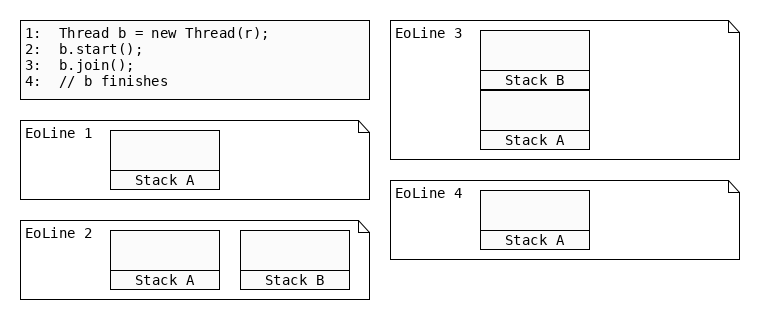 1:  Thread b = new Thread(r);
2:  b.start();
3:  b.join();
4:  // b finishes
EoLine 1
Stack A
EoLine 2
Stack A
Stack B
EoLine 3
Stack B
Stack A
EoLine 4
Stack A